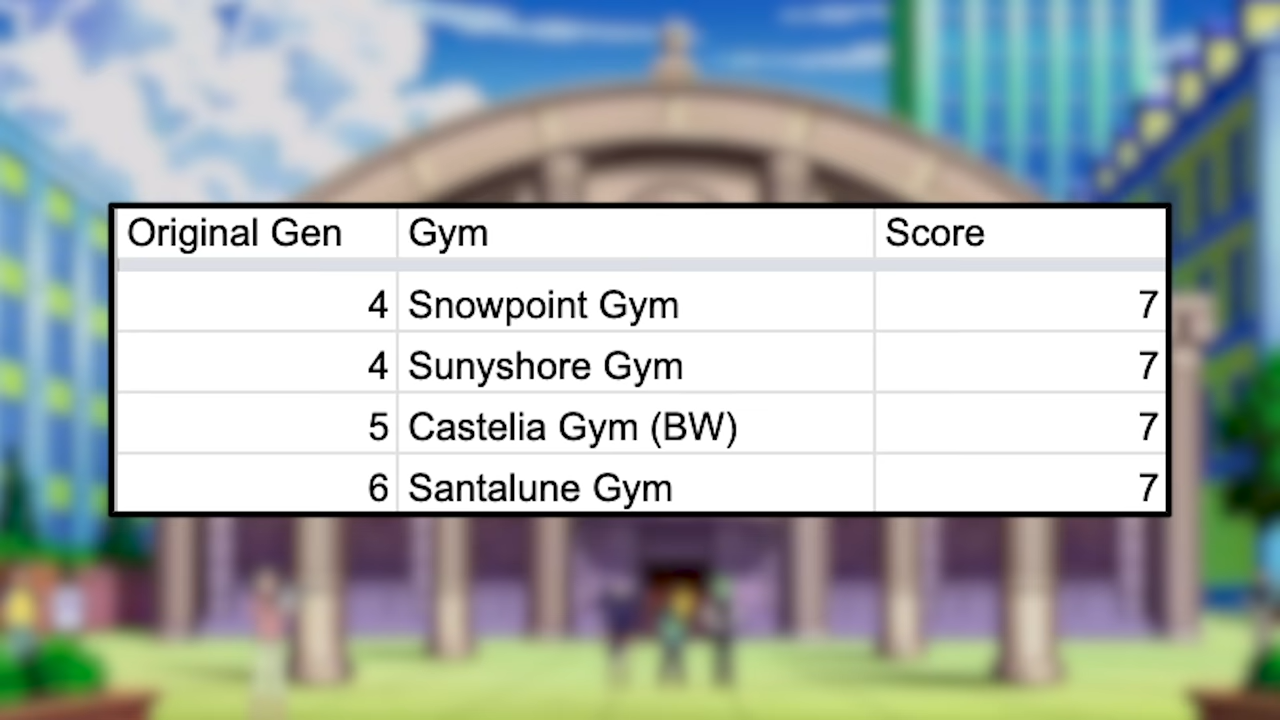 Original Gen Gym Score
4 Snowpoint Gym 7
4 Sunyshore Gym 7
5 Castelia Gym (BW) 7
6 Santalune Gym 7